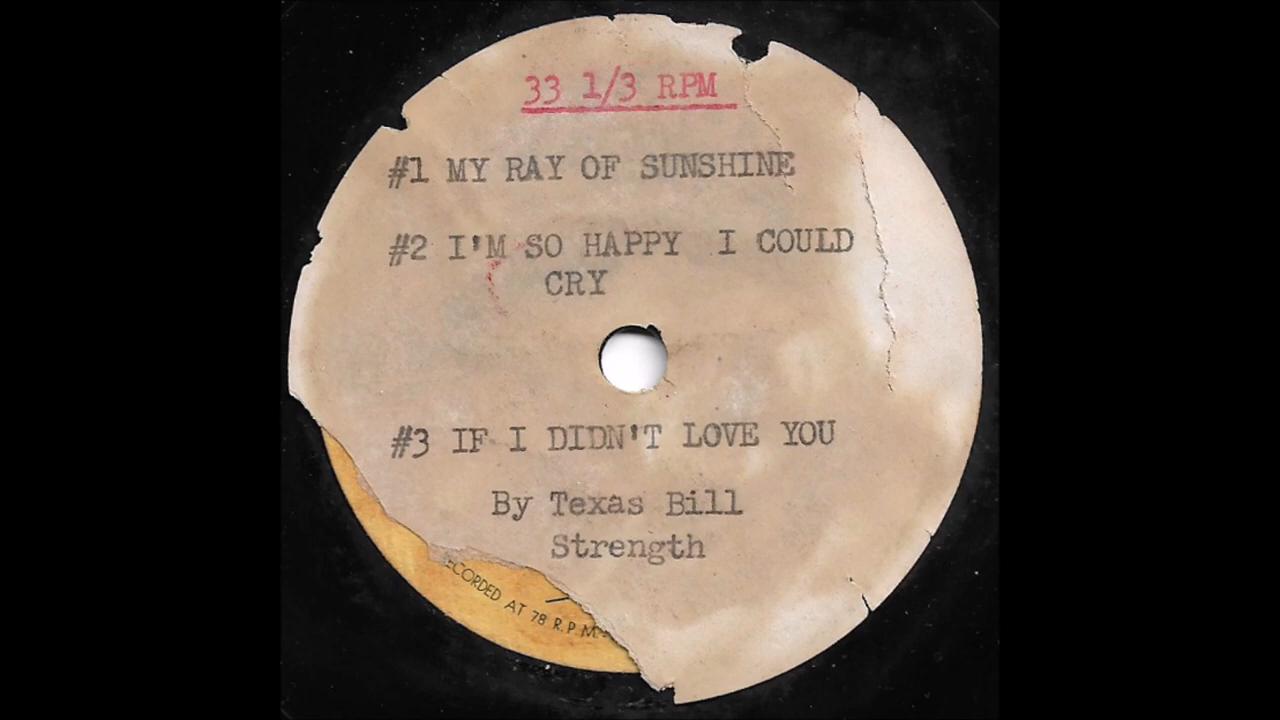 33 1/3 RPM
#1 MY RAY OF SUNSHINE
#2 I'M SO HAPPY I COULD
CRY
#3 IF I DIDN'T LOVE YOU
By Texas Bill
Strength
ECORDED AT 78 R.P.M.